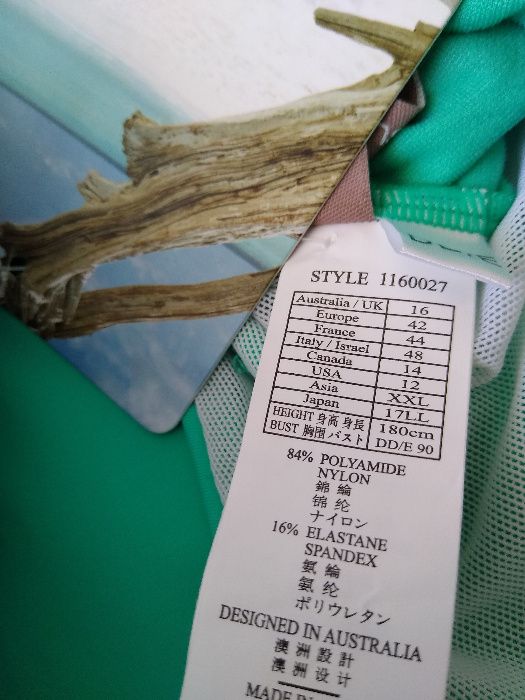 STYLE 1160027
Australia / UK 16
Europe 42
France 44
Italy / Israel 48
Canada 14
USA 12
Asia XXL
Japan 17LL
HEIGHT 身高 身長 180cm
BUST 胸围 バスト DD/E 90
84% POLYAMIDE
NYLON
錦綸
锦纶
ナイロン
16% ELASTANE
SPANDEX
氨綸
氨纶
ポリウレタン
DESIGNED IN AUSTRALIA
澳洲設計
澳洲设计
MADE IN